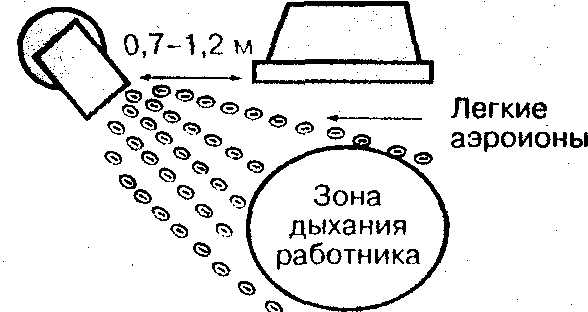 0,7–1,2 м
Легкие
аэроионы
Зона
дыхания
работника